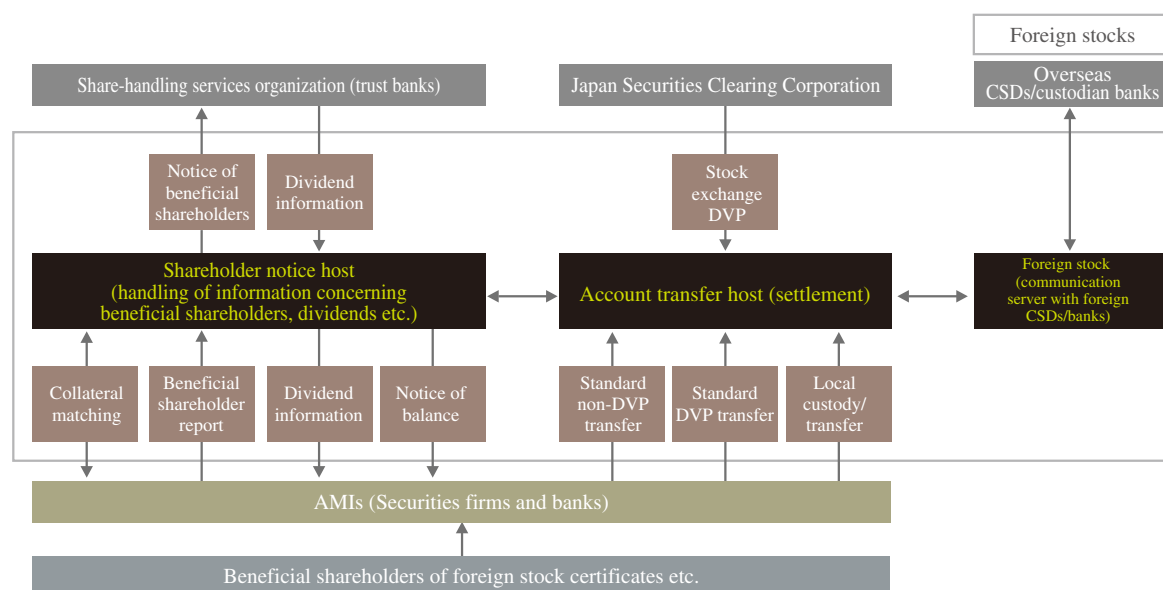 Foreign stocks
Share-handling services organization (trust banks)
Japan Securities Clearing Corporation
Overseas
CSDs/custodian banks
Notice of
beneficial
shareholders
Dividend
information
Stock
exchange
DVP
Shareholder notice host
(handling of information concerning
beneficial shareholders, dividends etc.)
Account transfer host (settlement)
Foreign stock
(communication
server with foreign
CSDs/banks)
Collateral
matching
Beneficial
shareholder
report
Dividend
information
Notice of
balance
Standard
non-DVP
transfer
Standard
DVP transfer
Local
custody/
transfer
AMIs (Securities firms and banks)
Beneficial shareholders of foreign stock certificates etc.